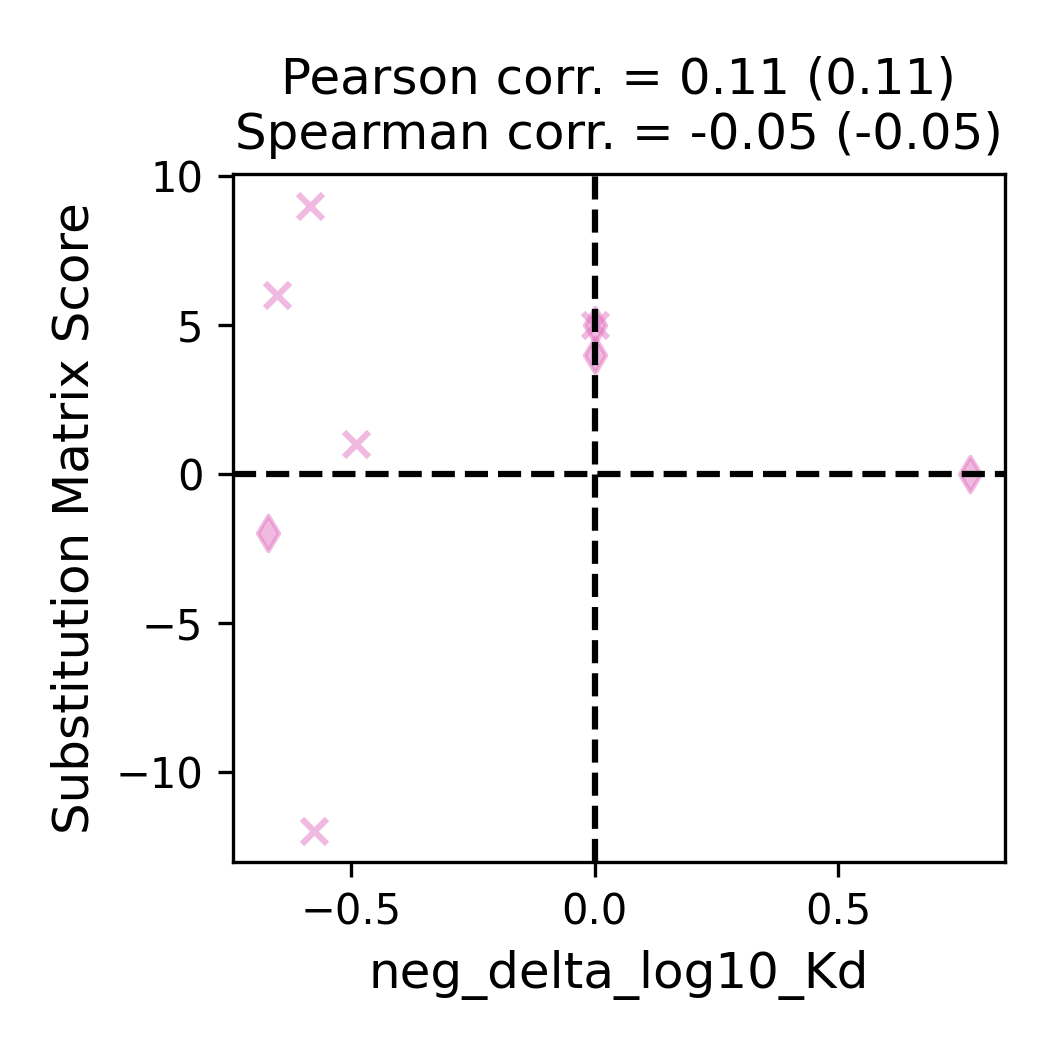 Pearson corr. = 0.11 (0.11)
Spearman corr. = -0.05 (-0.05)
10
5
0
−5
−10
Substitution Matrix Score
−0.5 0.0 0.5
neg_delta_log10_Kd